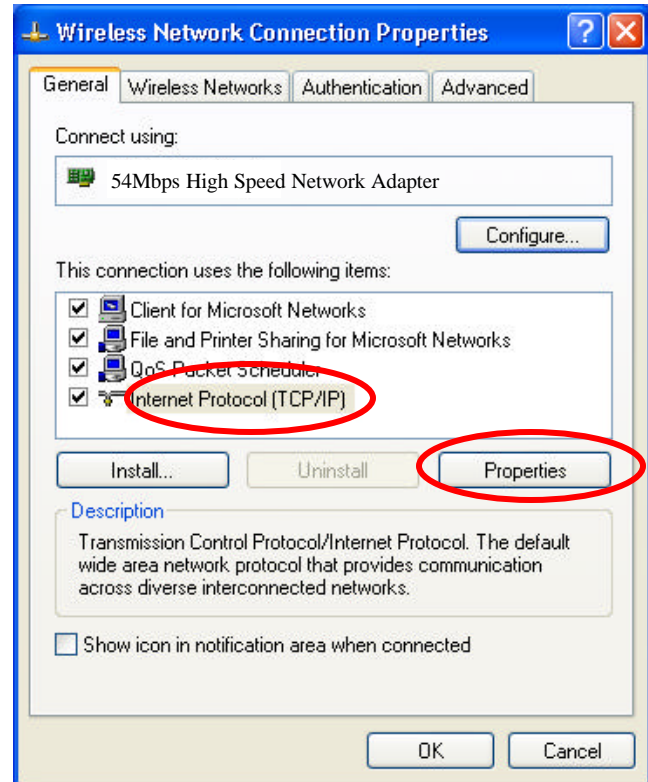 Wireless Network Connection Properties
General Wireless Networks Authentication Advanced
Connect using:
54Mbps High Speed Network Adapter
Configure...
This connection uses the following items:
Client for Microsoft Networks
File and Printer Sharing for Microsoft Networks
QoS Packet Scheduler
Internet Protocol (TCP/IP)
Install... Uninstall Properties
Description
Transmission Control Protocol/Internet Protocol. The default
wide area network protocol that provides communication
across diverse interconnected networks.
Show icon in notification area when connected
OK Cancel